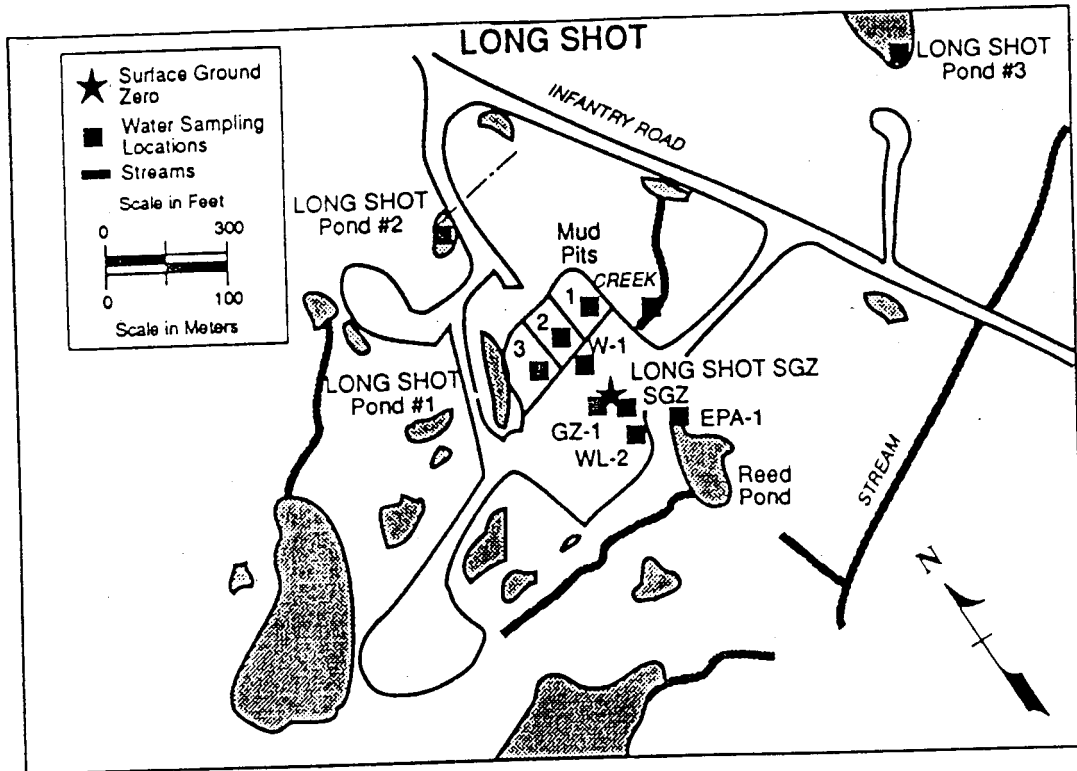 LONG SHOT
Surface Ground
Zero
Water Sampling
Locations
Streams
Scale in Feet
0 300
0 100
Scale in Meters
LONG SHOT
Pond #3
INFANTRY ROAD
LONG SHOT
Pond #2
Mud
Pits
CREEK
1
2
3
W-1
LONG SHOT SGZ
SGZ
LONG SHOT
Pond #1
GZ-1
WL-2
EPA-1
Reed
Pond
STREAM
N